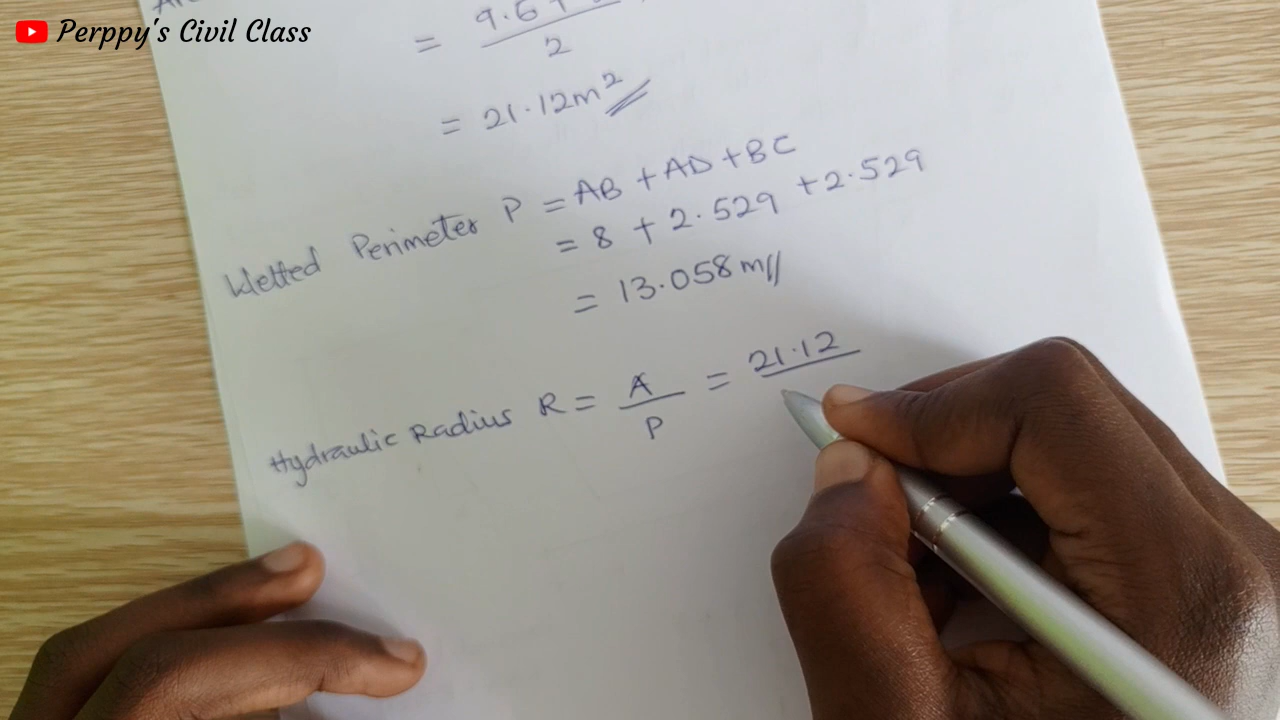 Perppy's Civil Class
=
2
= 21.12m²
Wetted Perimeter P = AB + AD + BC
= 8 + 2.529 + 2.529
= 13.058m//
Hydraulic Radius R = A/P = 21.12